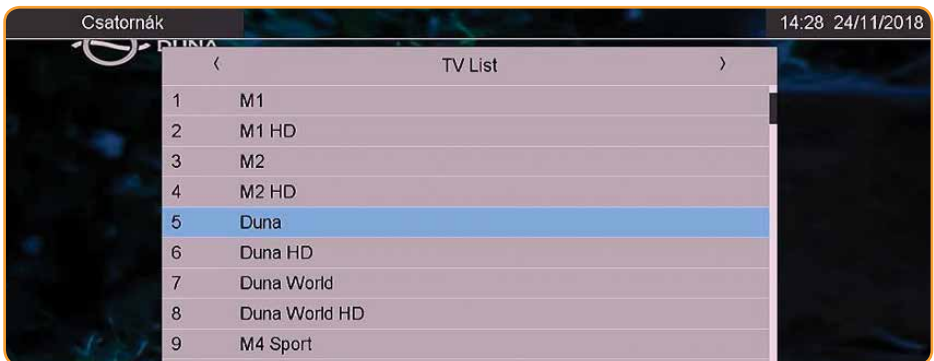 Csatornák
14:28 24/11/2018
DUNA
‹ TV List ›
1 M1
2 M1 HD
3 M2
4 M2 HD
5 Duna
6 Duna HD
7 Duna World
8 Duna World HD
9 M4 Sport